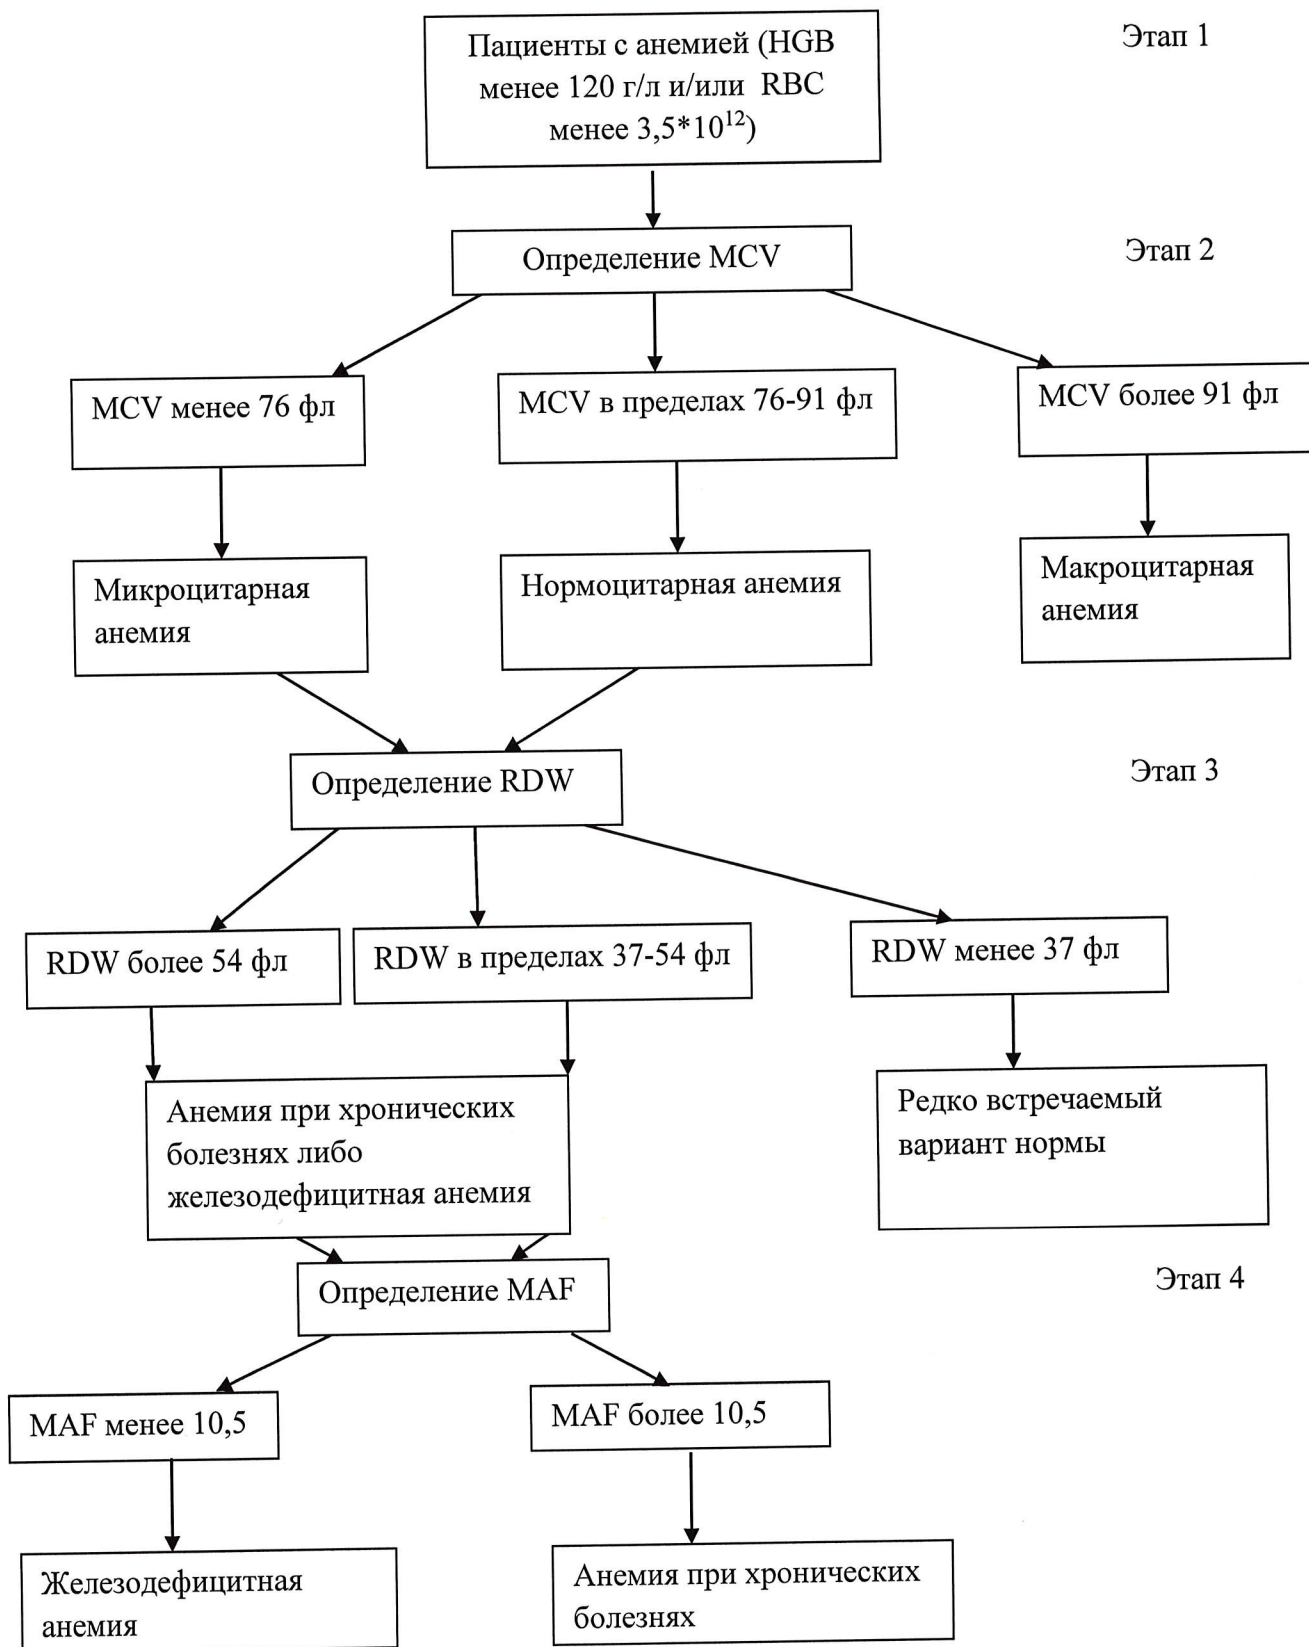 Пациенты с анемией (HGB
менее 120 г/л и/или RBC
менее 3,5*10¹²)
Этап 1
Определение MCV
Этап 2
MCV менее 76 фл
MCV в пределах 76-91 фл
MCV более 91 фл
Микроцитарная
анемия
Нормоцитарная анемия
Макроцитарная
анемия
Определение RDW
Этап 3
RDW более 54 фл
RDW в пределах 37-54 фл
RDW менее 37 фл
Анемия при хронических
болезнях либо
железодефицитная анемия
Редко встречаемый
вариант нормы
Определение MAF
Этап 4
MAF менее 10,5
MAF более 10,5
Железодефицитная
анемия
Анемия при хронических
болезнях